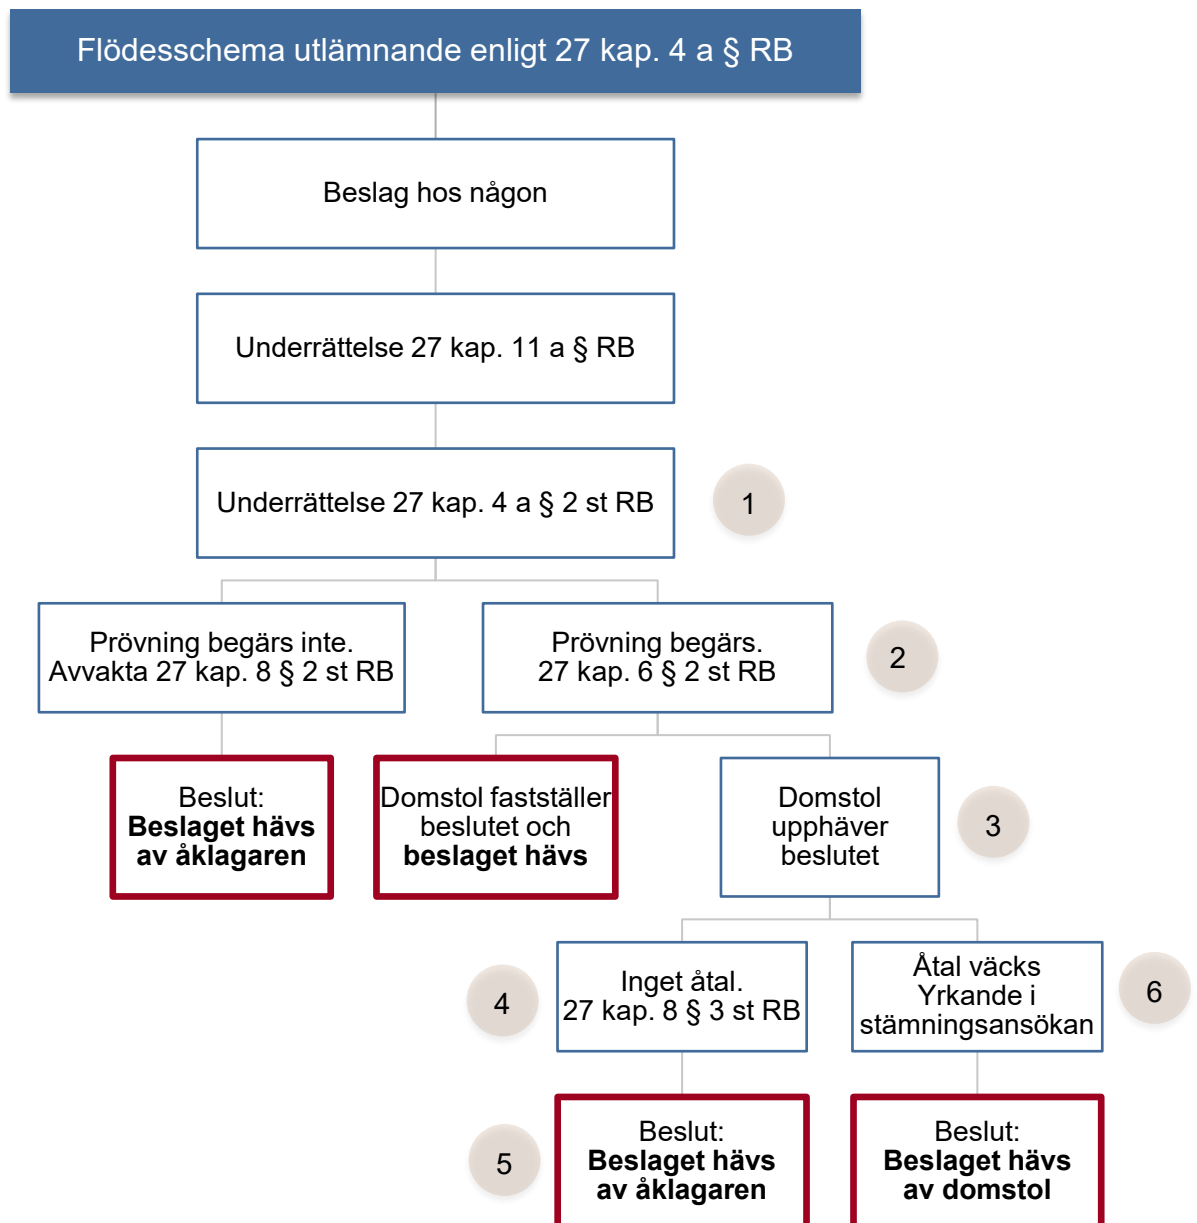 Flödesschema utlämnande enligt 27 kap. 4 a § RB
Beslag hos någon
Underrättelse 27 kap. 11 a § RB
Underrättelse 27 kap. 4 a § 2 st RB
1
Prövning begärs inte.
Avvakta 27 kap. 8 § 2 st RB
Prövning begärs.
27 kap. 6 § 2 st RB
2
Beslut:
Beslaget hävs
av åklagaren
Domstol fastställer
beslutet och
beslaget hävs
Domstol
upphäver
beslutet
3
4
Inget åtal.
27 kap. 8 § 3 st RB
Åtal väcks
Yrkande i
stämningsansökan
6
5
Beslut:
Beslaget hävs
av åklagaren
Beslut:
Beslaget hävs
av domstol